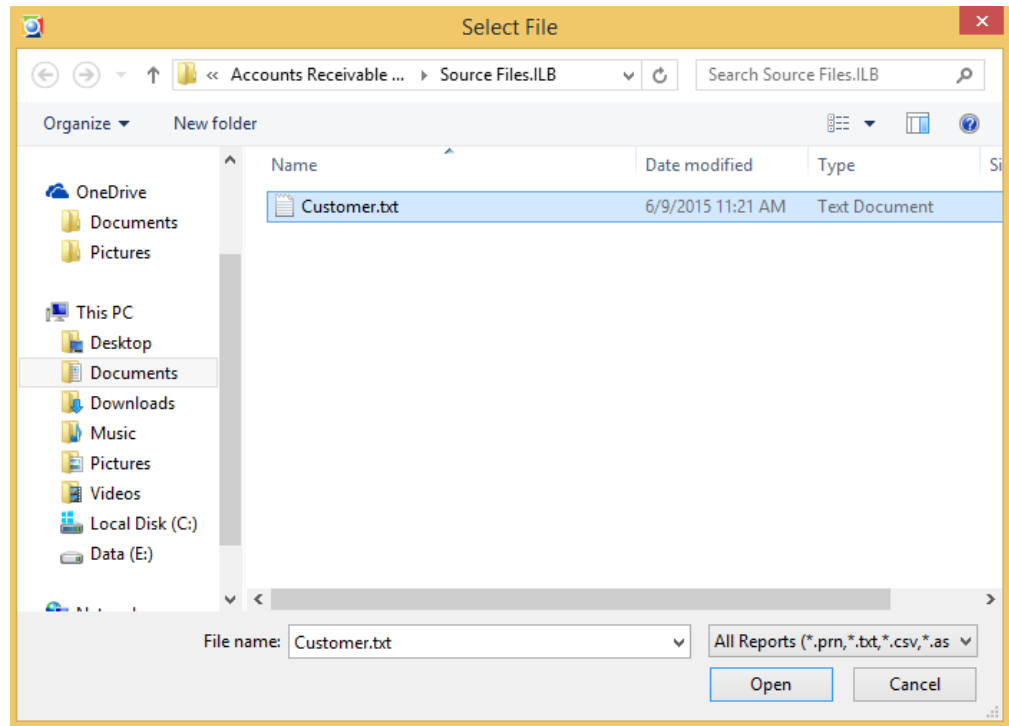 Select File
« Accounts Receivable ... Source Files.ILB
Search Source Files.ILB
Organize New folder
Name Date modified Type Si
Customer.txt 6/9/2015 11:21 AM Text Document
OneDrive
Documents
Pictures
This PC
Desktop
Documents
Downloads
Music
Pictures
Videos
Local Disk (C:)
Data (E:)
File name: Customer.txt All Reports (*.prn,*.txt,*.csv,*.as
Open Cancel